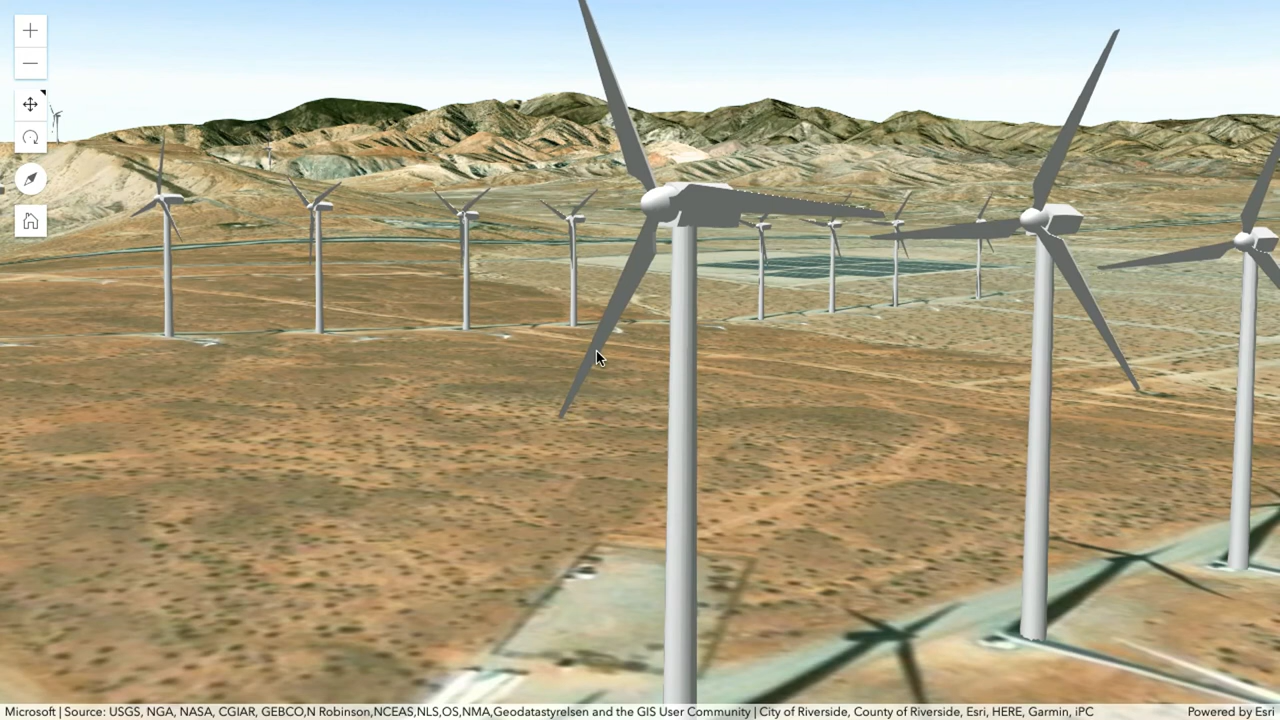 Microsoft | Source: USGS, NGA, NASA, CGIAR, GEBCO,N Robinson,NCEAS,NLS,OS,NMA,Geodatastyrelsen and the GIS User Community | City of Riverside, County of Riverside, Esri, HERE, Garmin, iPC Powered by Esri